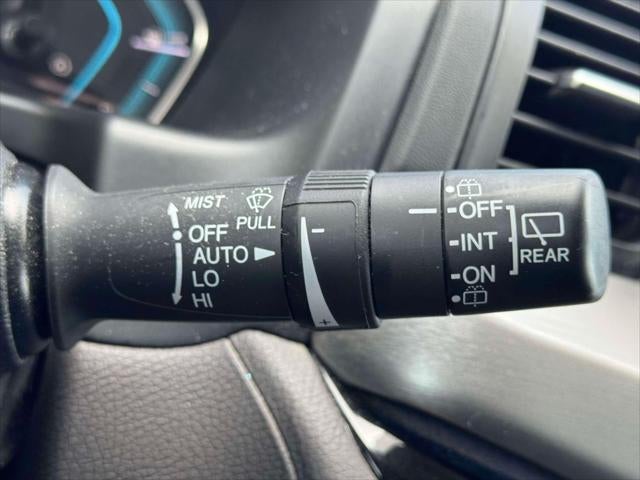 MIST
PULL
OFF
AUTO
LO
HI
-
+
OFF
INT
ON
REAR